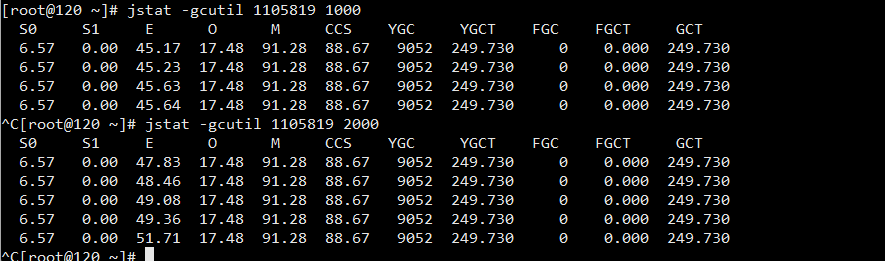 [root@120 ~]# jstat -gcutil 1105819 1000
  S0     S1     E      O      M     CCS    YGC     YGCT    FGC    FGCT     GCT
  6.57   0.00  45.17  17.48  91.28  88.67   9052  249.730     0    0.000  249.730
  6.57   0.00  45.23  17.48  91.28  88.67   9052  249.730     0    0.000  249.730
  6.57   0.00  45.63  17.48  91.28  88.67   9052  249.730     0    0.000  249.730
  6.57   0.00  45.64  17.48  91.28  88.67   9052  249.730     0    0.000  249.730
^C[root@120 ~]# jstat -gcutil 1105819 2000
  S0     S1     E      O      M     CCS    YGC     YGCT    FGC    FGCT     GCT
  6.57   0.00  47.83  17.48  91.28  88.67   9052  249.730     0    0.000  249.730
  6.57   0.00  48.46  17.48  91.28  88.67   9052  249.730     0    0.000  249.730
  6.57   0.00  49.08  17.48  91.28  88.67   9052  249.730     0    0.000  249.730
  6.57   0.00  49.36  17.48  91.28  88.67   9052  249.730     0    0.000  249.730
  6.57   0.00  51.71  17.48  91.28  88.67   9052  249.730     0    0.000  249.730
^C[root@120 ~]#